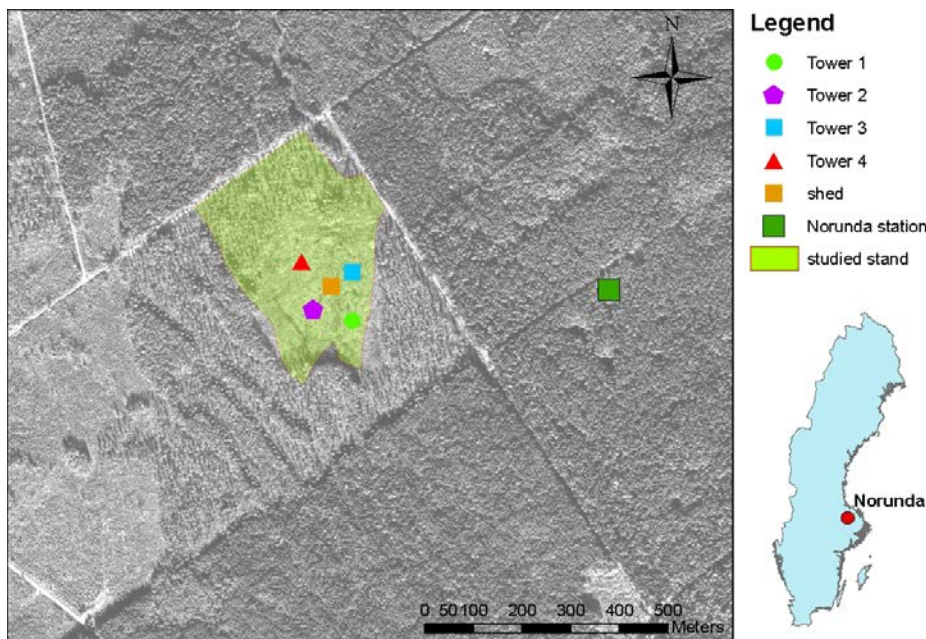 N
Legend
Tower 1
Tower 2
Tower 3
Tower 4
shed
Norunda station
studied stand
Norunda
0 50 100 200 300 400 500
Meters